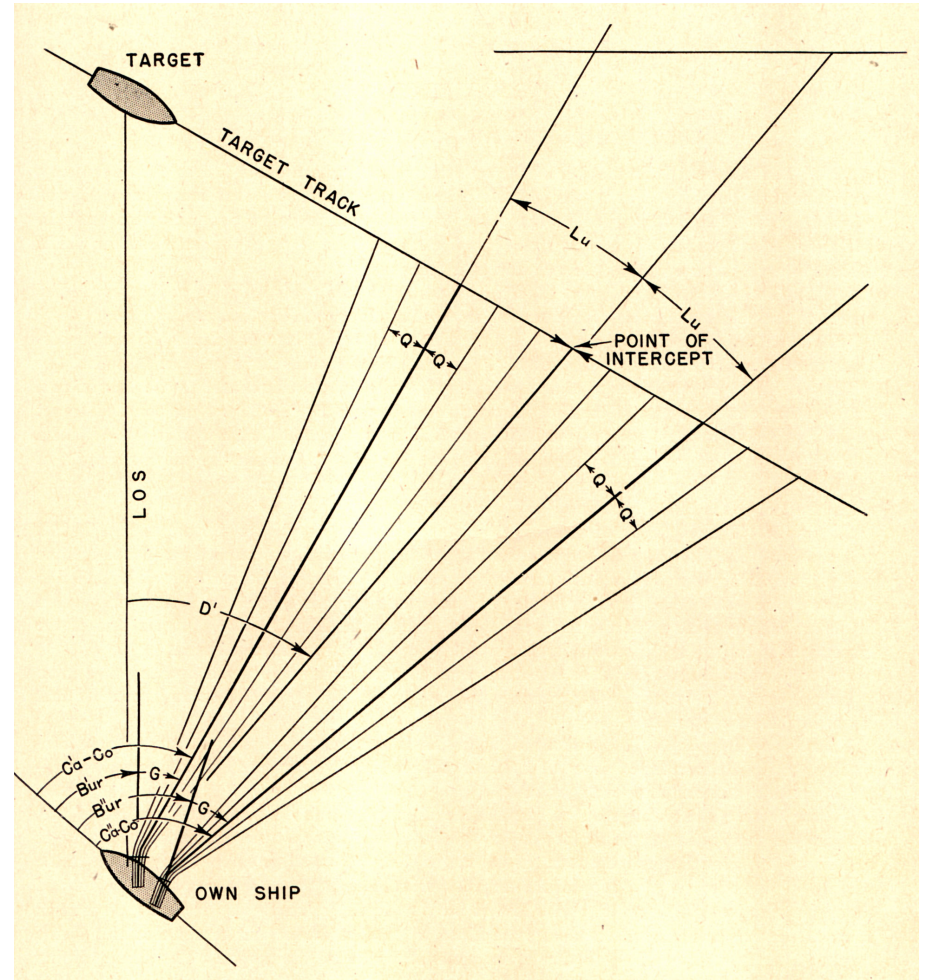 TARGET
TARGET TRACK
Lu
Lu
POINT OF
INTERCEPT
Q
Q
Q
Q
LOS
D'
C'a-Co
B'ur
G
B"ur
G
C"a-Co
OWN SHIP